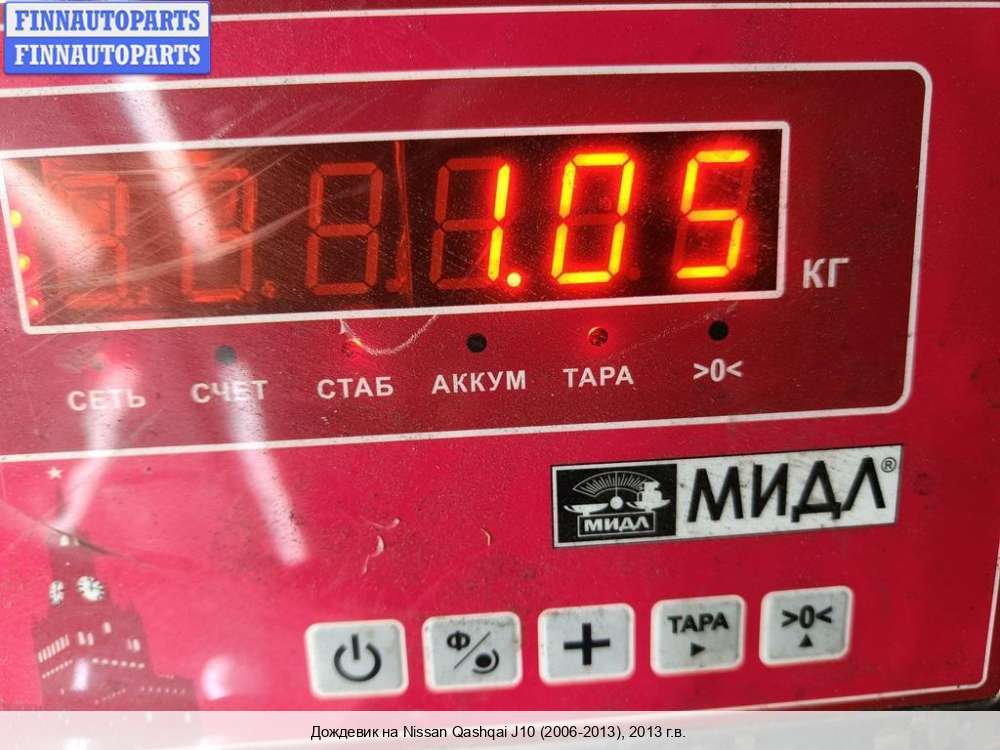 FINNAUTOPARTS
FINNAUTOPARTS
1.05
КГ
СЕТЬ СЧЕТ СТАБ АККУМ ТАРА >0<
МИДЛ МИДЛ®
Ф ТАРА >0<
Дождевик на Nissan Qashqai J10 (2006-2013), 2013 г.в.